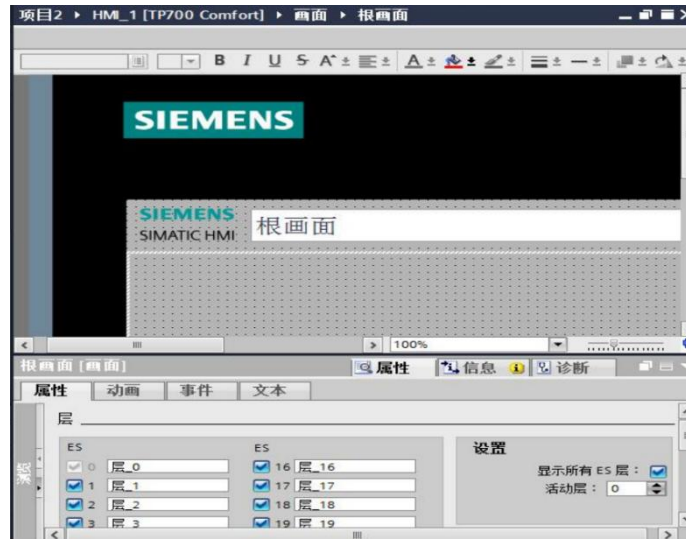 项目2 ▸ HMI_1 [TP700 Comfort] ▸ 画面 ▸ 根画面
B I U S A A
SIEMENS
SIEMENS
SIMATIC HMI
根画面
100%
根画面 [画面]
属性 信息 诊断
属性 动画 事件 文本
层
ES ES 设置
0 层_0 16 层_16 显示所有 ES 层：
1 层_1 17 层_17 活动层： 0
2 层_2 18 层_18
3 层_3 19 层_19